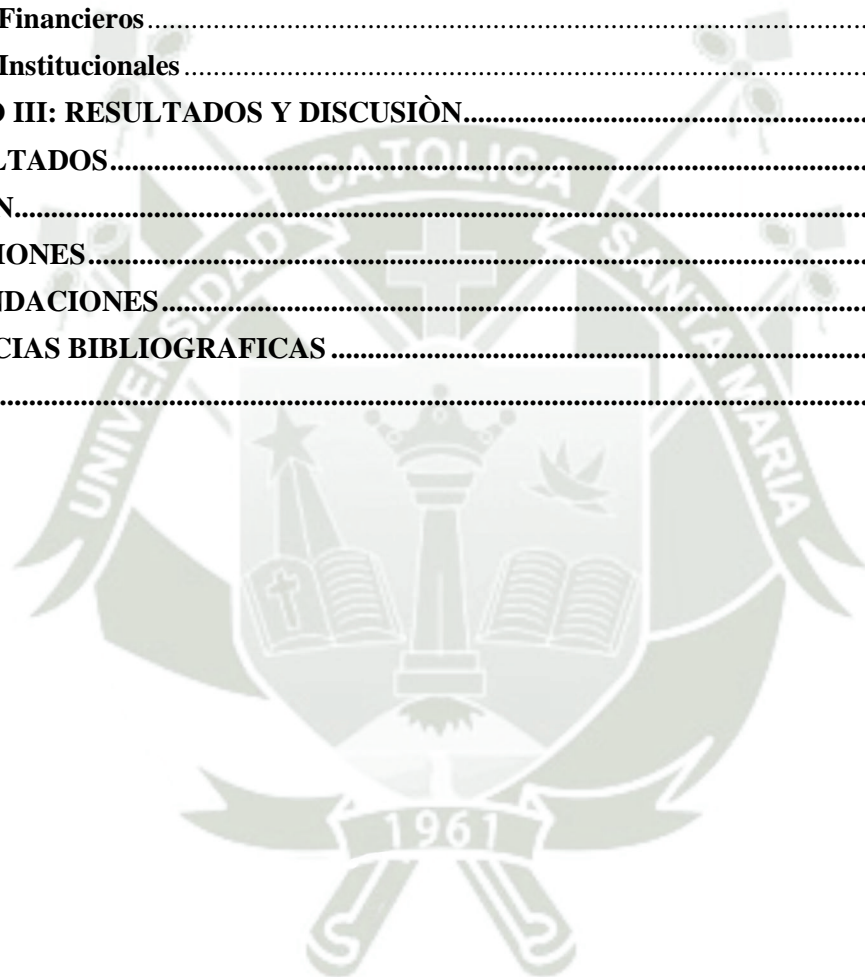 Financieros........................................................................................................
Institucionales....................................................................................................
O III: RESULTADOS Y DISCUSIÒN................................................................
LTADOS............................................................................................................
N........................................................................................................................
IONES................................................................................................................
NDACIONES.....................................................................................................
CIAS BIBLIOGRAFICAS................................................................................
...........................................................................................................................
UNIVERSIDAD CATOLICA SANTA MARIA
1961